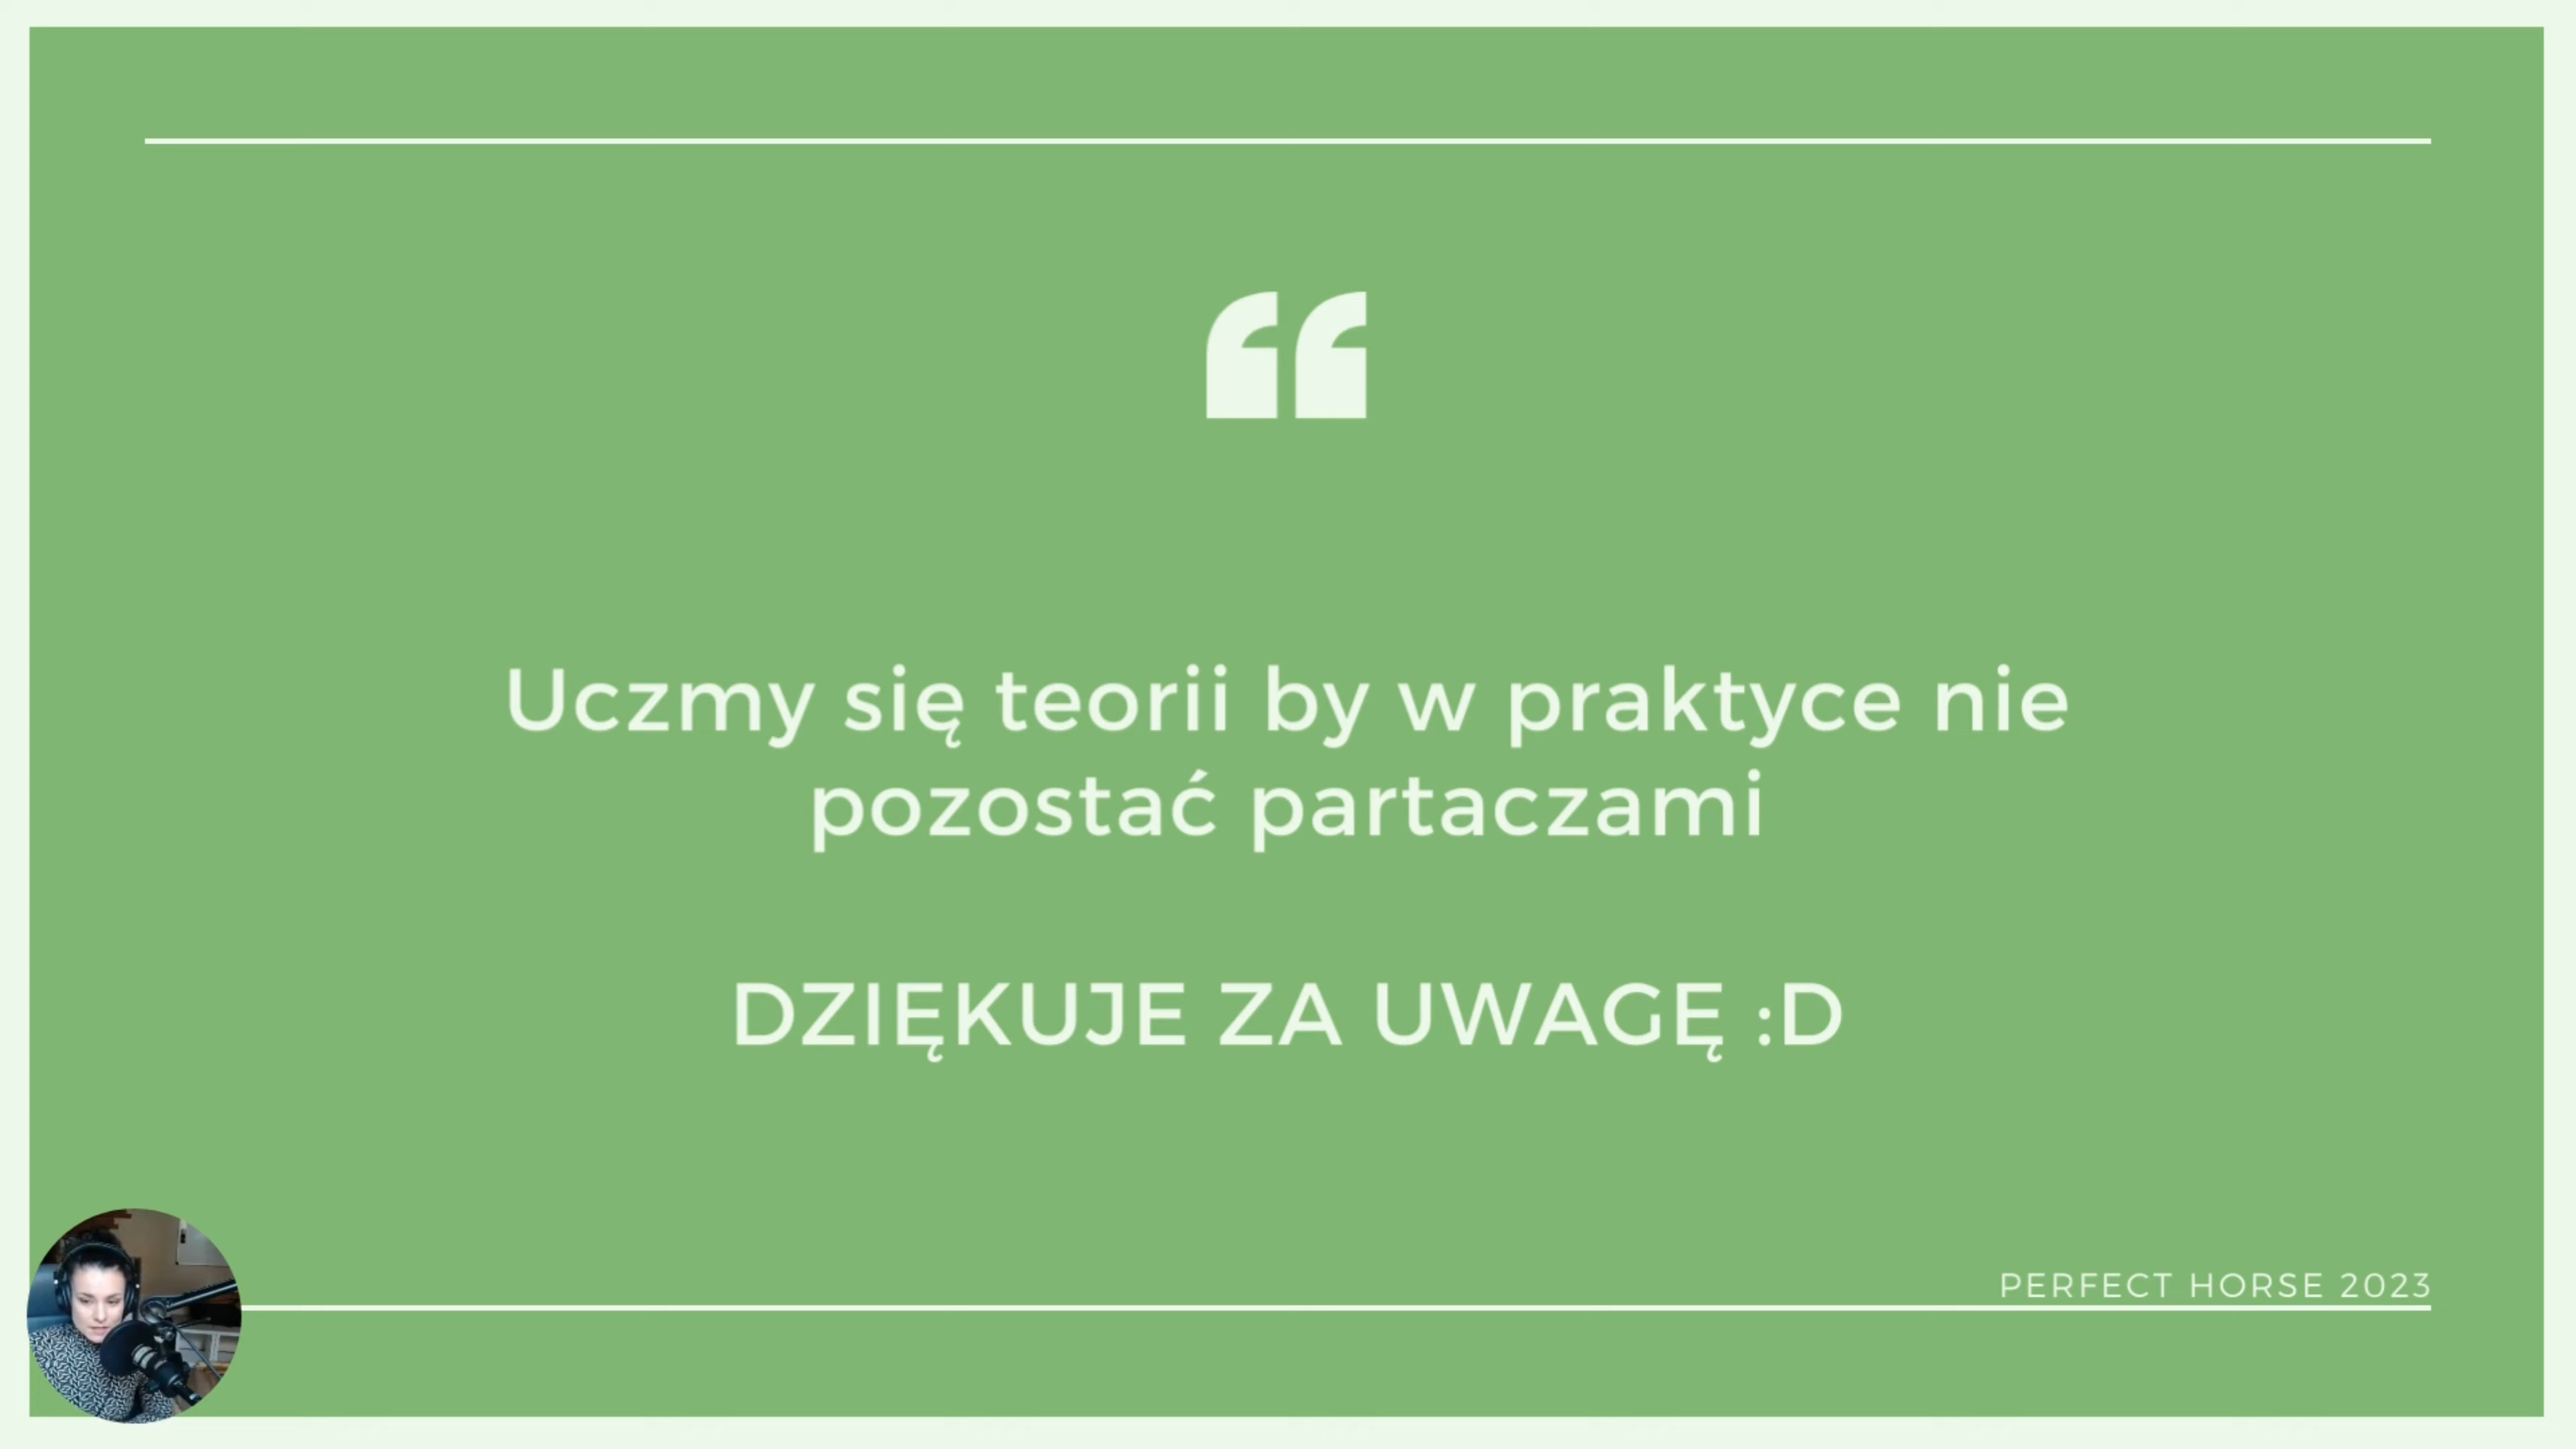 “
Uczmy się teorii by w praktyce nie
pozostać partaczami
DZIĘKUJE ZA UWAGĘ :D
PERFECT HORSE 2023